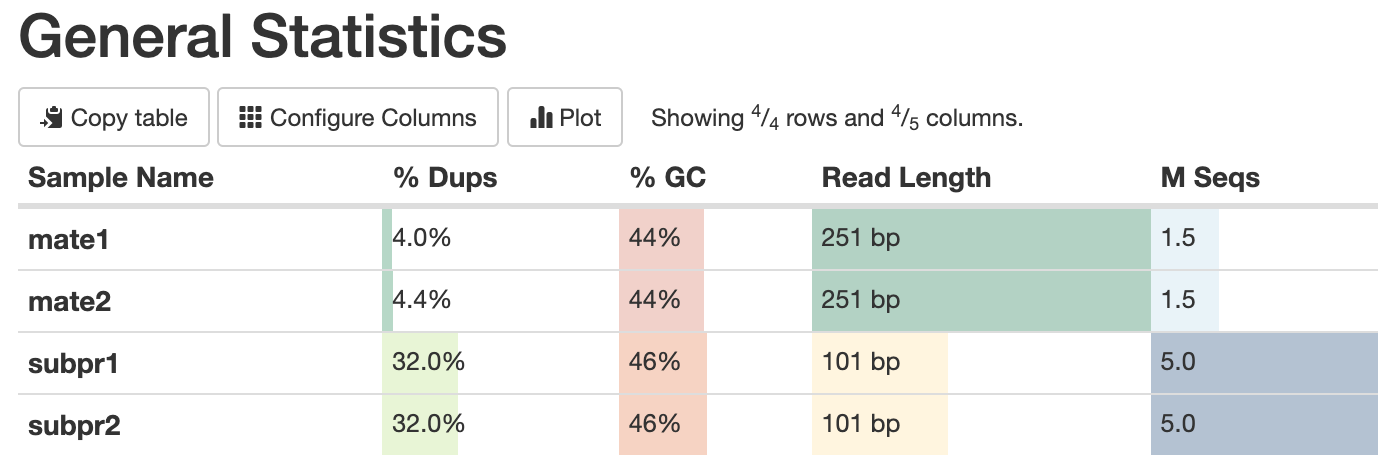 General Statistics
Copy table Configure Columns Plot Showing 4/4 rows and 4/5 columns.
Sample Name % Dups % GC Read Length M Seqs
mate1 4.0% 44% 251 bp 1.5
mate2 4.4% 44% 251 bp 1.5
subpr1 32.0% 46% 101 bp 5.0
subpr2 32.0% 46% 101 bp 5.0